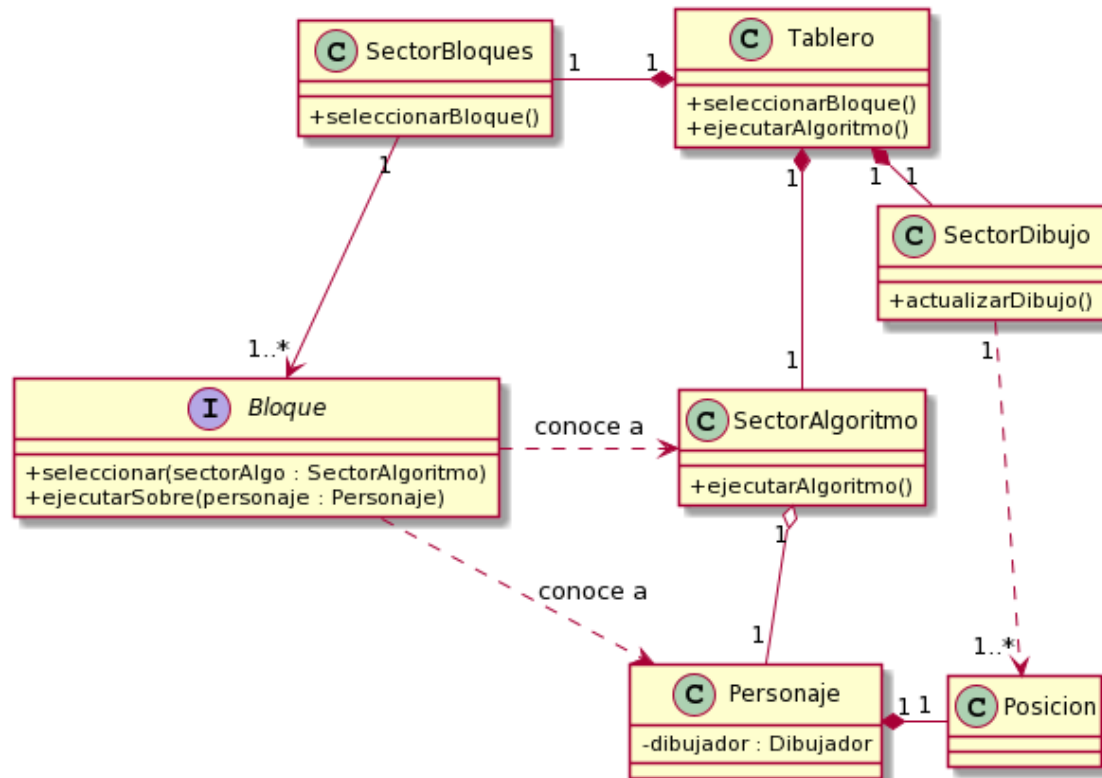 C SectorBloques
+seleccionarBloque()
1
1
C Tablero
+seleccionarBloque()
+ejecutarAlgoritmo()
1
1
1
1
C SectorDibujo
+actualizarDibujo()
1
1..*
1
1
I Bloque
+seleccionar(sectorAlgo : SectorAlgoritmo)
+ejecutarSobre(personaje : Personaje)
conoce a
C SectorAlgoritmo
+ejecutarAlgoritmo()
1
conoce a
1
1..*
C Personaje
-dibujador : Dibujador
1
1
C Posicion